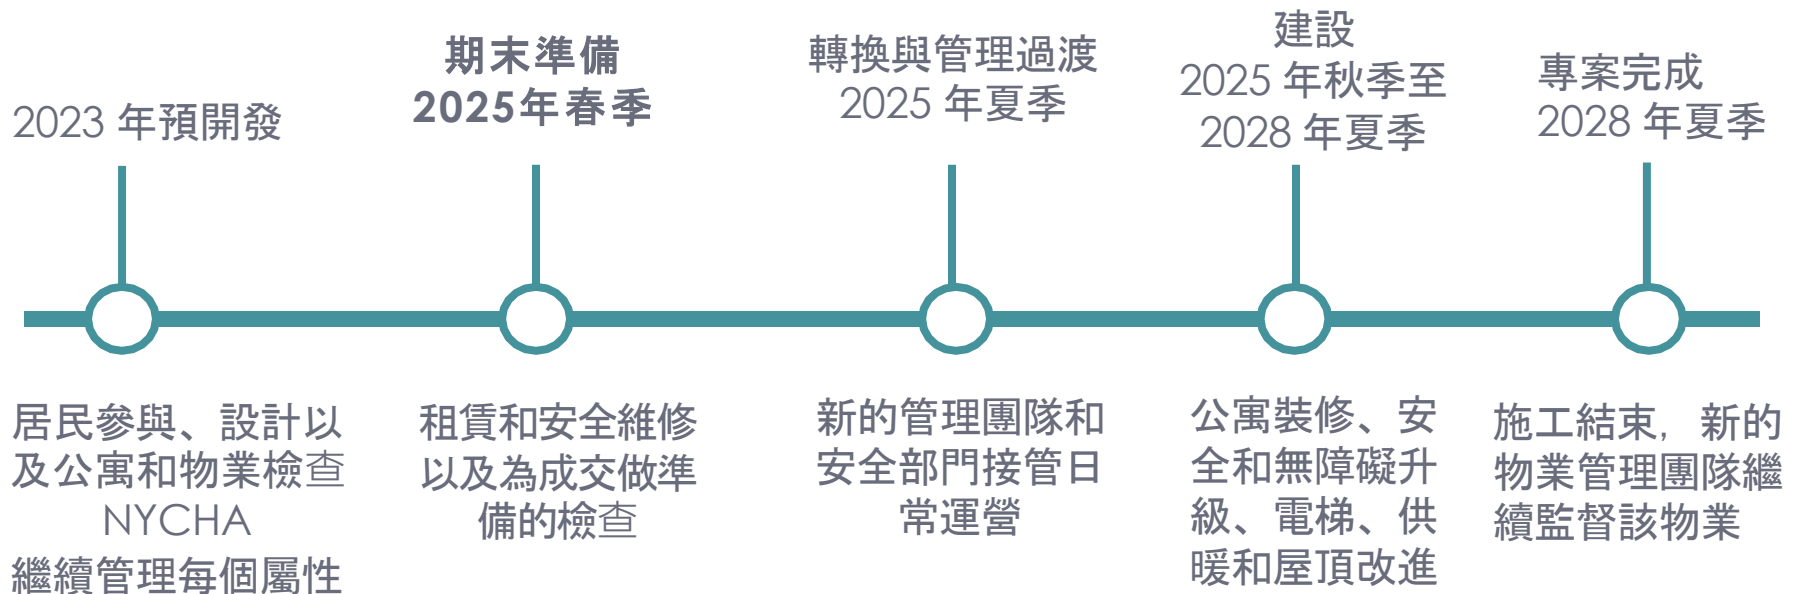 2023 年預開發
期末準備
2025年春季
轉換與管理過渡
2025 年夏季
建設
2025 年秋季至
2028 年夏季
專案完成
2028 年夏季
居民參與、設計以
及公寓和物業檢查
NYCHA
繼續管理每個屬性
租賃和安全維修
以及為成交做準
備的檢查
新的管理團隊和
安全部門接管日
常運營
公寓裝修、安
全和無障礙升
級、電梯、供
暖和屋頂改進
施工結束，新的
物業管理團隊繼
續監督該物業